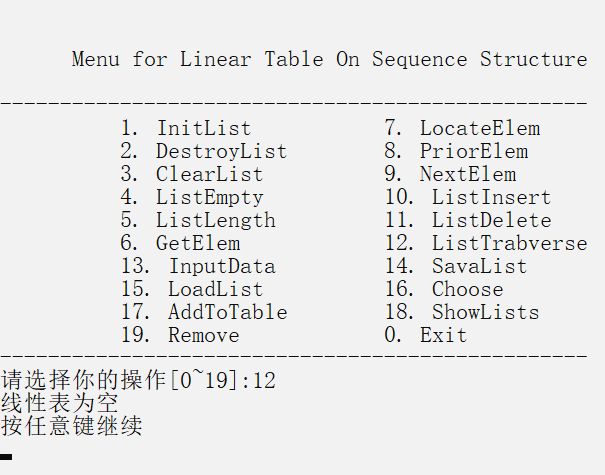 Menu for Linear Table On Sequence Structure
-------------------------------------------------
1. InitList 7. LocateElem
2. DestroyList 8. PriorElem
3. ClearList 9. NextElem
4. ListEmpty 10. ListInsert
5. ListLength 11. ListDelete
6. GetElem 12. ListTrabverse
13. InputData 14. SavaList
15. LoadList 16. Choose
17. AddToTable 18. ShowLists
19. Remove 0. Exit
-------------------------------------------------
请选择你的操作[0~19]:12
线性表为空
按任意键继续